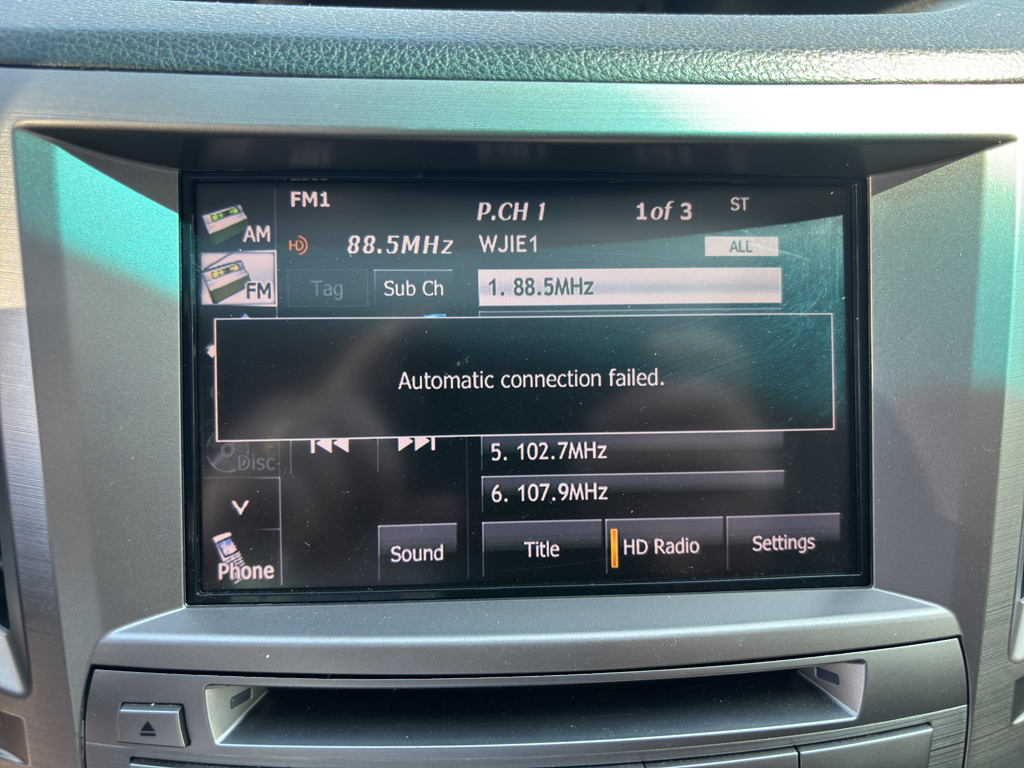 FM1
P.CH 1 1of 3 ST
AM
HD 88.5MHz WJIE1 ALL
FM
Tag Sub Ch 1. 88.5MHz
Automatic connection failed.
Disc
5. 102.7MHz
6. 107.9MHz
Phone
Sound Title HD Radio Settings